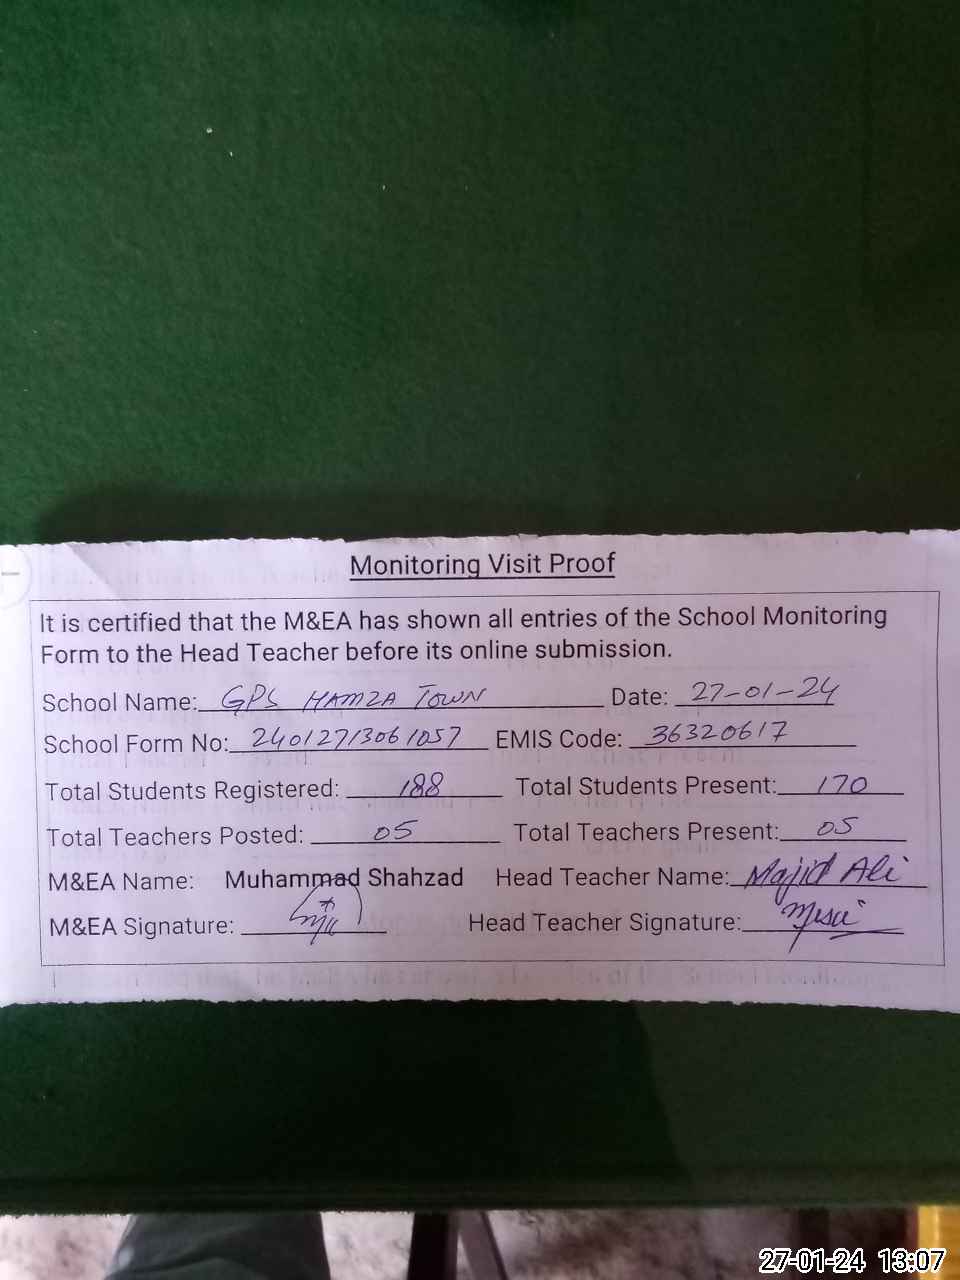 Monitoring Visit Proof
It is certified that the M&EA has shown all entries of the School Monitoring
Form to the Head Teacher before its online submission.
School Name: GPS HAMZA TOWN Date: 27-01-24
School Form No: 24012713061057 EMIS Code: 36320617
Total Students Registered: 188 Total Students Present: 170
Total Teachers Posted: 05 Total Teachers Present: 05
M&EA Name: Muhammad Shahzad Head Teacher Name: Majid Ali
M&EA Signature: Head Teacher Signature:
27-01-24 13:07